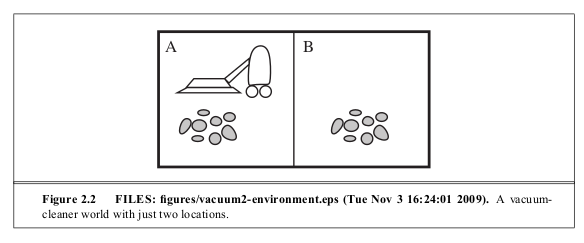 A
B
Figure 2.2 FILES: figures/vacuum2-environment.eps (Tue Nov 3 16:24:01 2009). A vacuum-
cleaner world with just two locations.